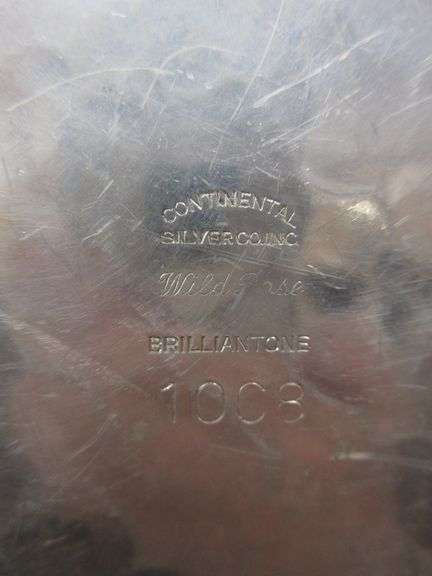 CONTINENTAL
SILVER CO. INC.
Wild Rose
BRILLIANTONE
1008